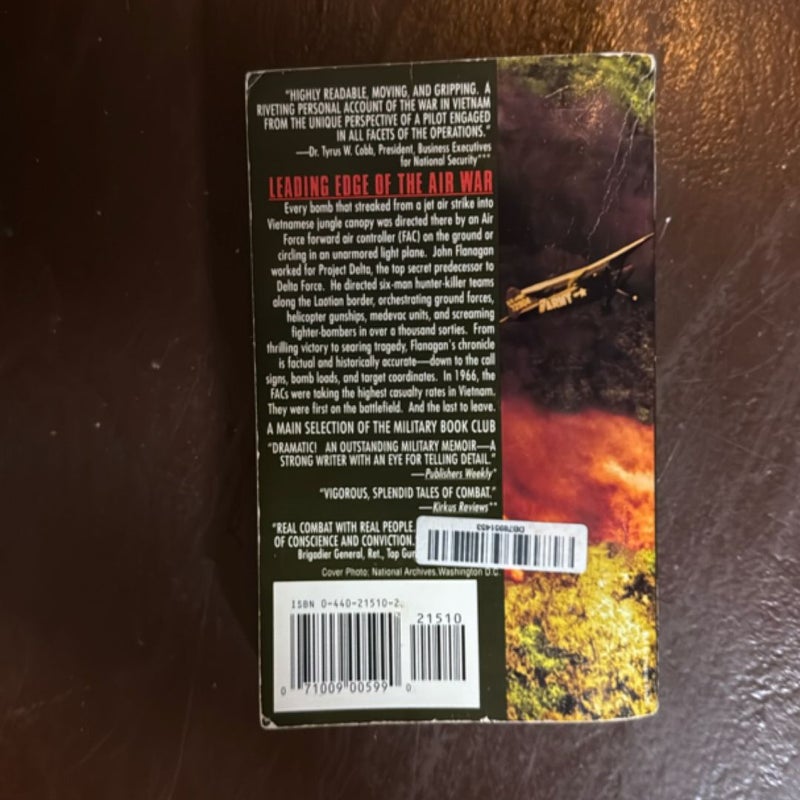 "HIGHLY READABLE, MOVING, AND GRIPPING. A
RIVETING PERSONAL ACCOUNT OF THE WAR IN VIETNAM
FROM THE UNIQUE PERSPECTIVE OF A PILOT ENGAGED
IN ALL FACETS OF THE OPERATIONS."
—Dr. Tyrus W. Cobb, President, Business Executives
for National Security***
LEADING EDGE OF THE AIR WAR
Every bomb that streaked from a jet air strike into
Vietnamese jungle canopy was directed there by an Air
Force forward air controller (FAC) on the ground or
circling in an unarmored light plane. John Flanagan
worked for Project Delta, the top secret predecessor to
Delta Force. He directed six-man hunter-killer teams
along the Laotian border, orchestrating ground forces,
helicopter gunships, medevac units, and screaming
fighter-bombers in over a thousand sorties. From
thrilling victory to searing tragedy, Flanagan's chronicle
is factual and historically accurate—down to the call
signs, bomb loads, and target coordinates. In 1966, the
FACs were taking the highest casualty rates in Vietnam.
They were first on the battlefield. And the last to leave.
A MAIN SELECTION OF THE MILITARY BOOK CLUB
"DRAMATIC! AN OUTSTANDING MILITARY MEMOIR—A
STRONG WRITER WITH AN EYE FOR TELLING DETAIL."
—Publishers Weekly*
"VIGOROUS, SPLENDID TALES OF COMBAT."
—Kirkus Reviews**
"REAL COMBAT WITH REAL PEOPLE.
OF CONSCIENCE AND CONVICTION.
Brigadier General, Ret., Top Gun
Cover Photo: National Archives, Washington D.C.
ISBN 0-440-21510-2
21510
0 71009 00599 0
ARMY